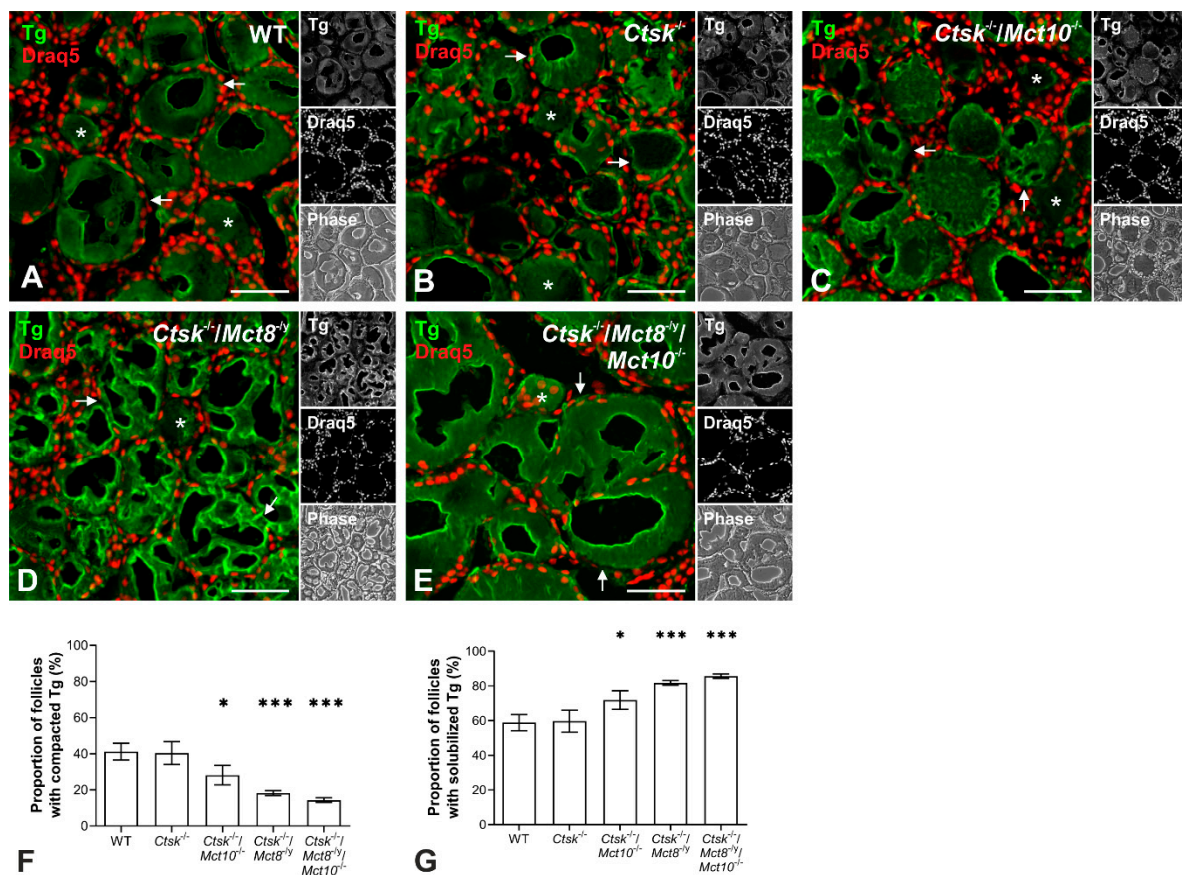 Tg
Draq5
WT
*
*
A
Tg
Draq5
Phase
Tg
Draq5
Ctsk-/-
*
*
B
Tg
Draq5
Phase
Tg
Draq5
Ctsk-/-/Mct10-/-
*
*
C
Tg
Draq5
Phase
Tg
Draq5
Ctsk-/-/Mct8-/y
*
D
Tg
Draq5
Phase
Tg
Draq5
Ctsk-/-/Mct8-/y/
Mct10-/-
*
E
Tg
Draq5
Phase
Proportion of follicles
with compacted Tg (%)
100
80
60
40
20
0
* *** ***
WT
Ctsk-/-
Ctsk-/-/
Mct10-/-
Ctsk-/-/
Mct8-/y
Ctsk-/-/
Mct8-/y/
Mct10-/-
F
Proportion of follicles
with solubilized Tg (%)
100
80
60
40
20
0
* *** ***
WT
Ctsk-/-
Ctsk-/-/
Mct10-/-
Ctsk-/-/
Mct8-/y
Ctsk-/-/
Mct8-/y/
Mct10-/-
G